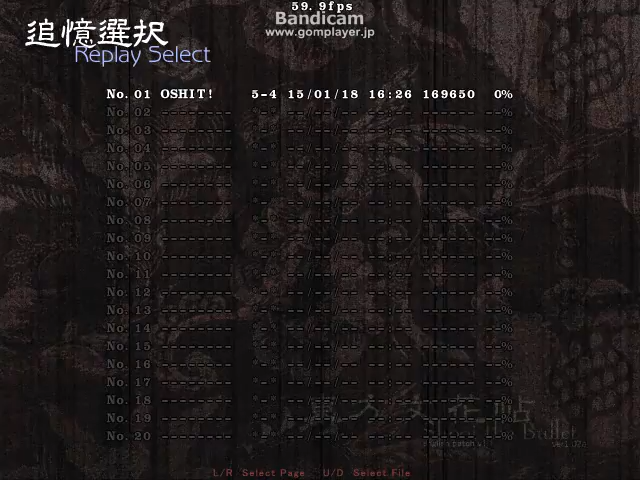 59. 9fps
Bandicam
www.gomplayer.jp
追憶選択
Replay Select
No. 01 OSHIT! 5-4 15/01/18 16:26 169650 0%
No. 02 -------- *-* --/--/-- --:-- ------ --%
No. 03 -------- *-* --/--/-- --:-- ------ --%
No. 04 -------- *-* --/--/-- --:-- ------ --%
No. 05 -------- *-* --/--/-- --:-- ------ --%
No. 06 -------- *-* --/--/-- --:-- ------ --%
No. 07 -------- *-* --/--/-- --:-- ------ --%
No. 08 -------- *-* --/--/-- --:-- ------ --%
No. 09 -------- *-* --/--/-- --:-- ------ --%
No. 10 -------- *-* --/--/-- --:-- ------ --%
No. 11 -------- *-* --/--/-- --:-- ------ --%
No. 12 -------- *-* --/--/-- --:-- ------ --%
No. 13 -------- *-* --/--/-- --:-- ------ --%
No. 14 -------- *-* --/--/-- --:-- ------ --%
No. 15 -------- *-* --/--/-- --:-- ------ --%
No. 16 -------- *-* --/--/-- --:-- ------ --%
No. 17 -------- *-* --/--/-- --:-- ------ --%
No. 18 -------- *-* --/--/-- --:-- ------ --%
No. 19 -------- *-* --/--/-- --:-- ------ --%
No. 20 -------- *-* --/--/-- --:-- ------ --%
花帖
Bullet
L/R Select Page U/D Select File